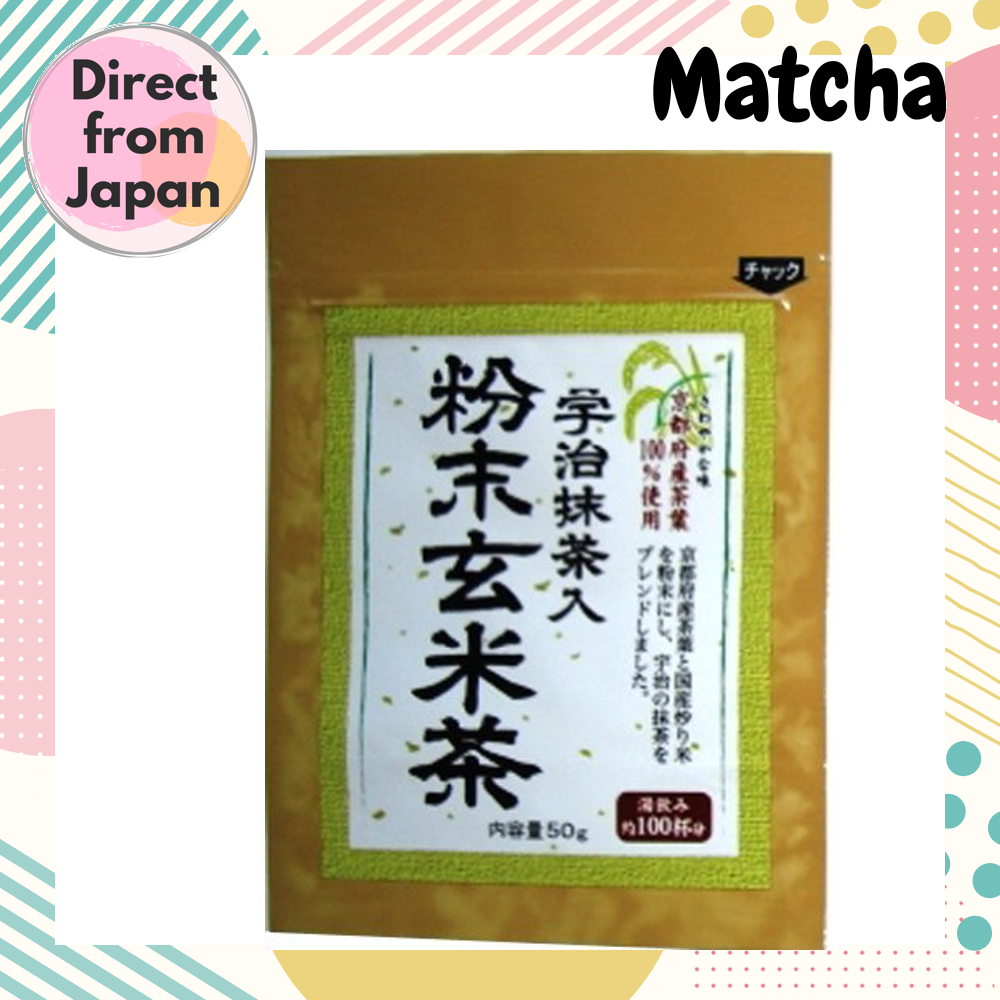 Direct
from
Japan
Matcha
チャック
さわやかな味
京都府産茶葉
100%使用
京都府産茶葉と国産炒り米
を粉末にし、宇治の抹茶を
ブレンドしました。
宇治抹茶入
粉末玄米茶
内容量50g
湯飲み
約100杯分